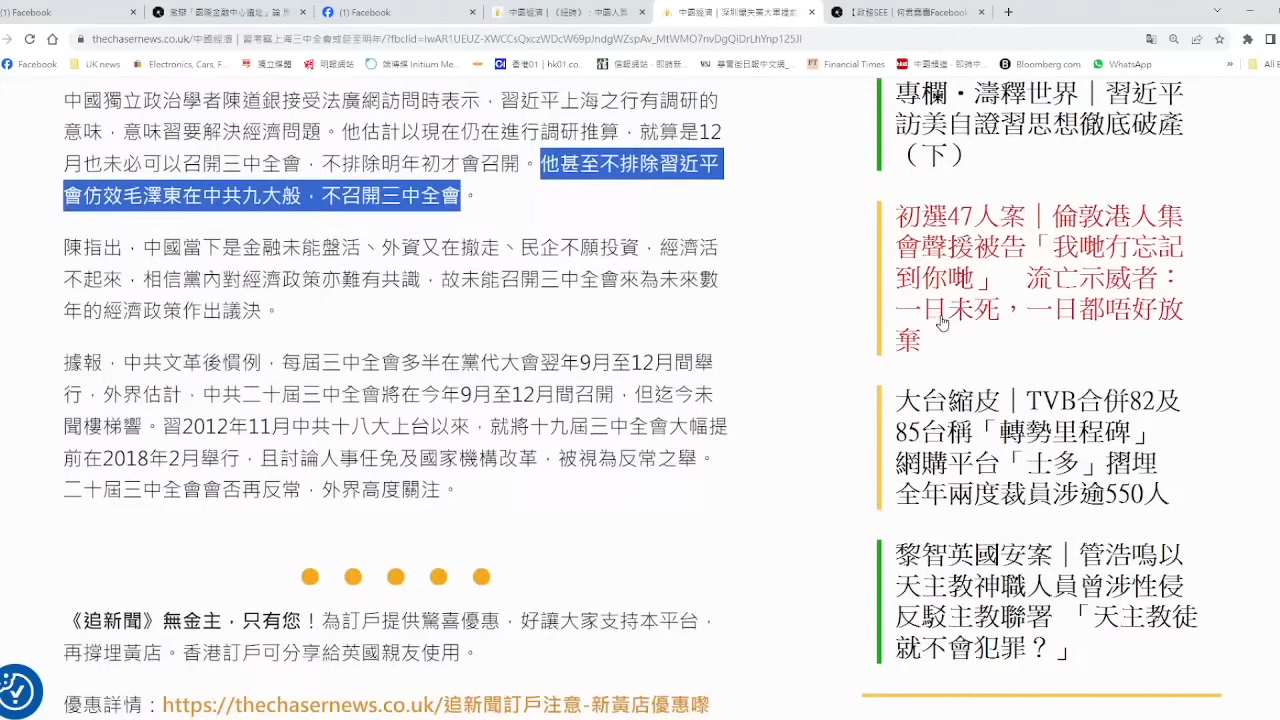 (1) Facebook
激辯「國際金融中心遺址」論 |
(1) Facebook
中國經濟｜《經時》：中國人買
中國經濟｜深圳爆失業大軍提前
【政務SEE｜何君堯轟Facebook
thechasernews.co.uk/中國經濟｜習考察上海三中全會或延至明年/?fbclid=IwAR1UEUZ-XWCCsQxczWDcW69pJndgWZspAv_MtWMO7nvDgQiDrLhYnp125JI
Facebook
UK news
Electronics, Cars, F...
獨立媒體
明報網站
端傳媒 Initium Me...
香港01 | hk01.co...
信報網站 - 即時新...
華爾街日報中文網_...
Financial Times
中國頻道 - 即時中...
Bloomberg.com
WhatsApp
»
All B
中國獨立政治學者陳道銀接受法廣網訪問時表示，習近平上海之行有調研的
意味，意味習要解決經濟問題。他估計以現在仍在進行調研推算，就算是12
月也未必可以召開三中全會，不排除明年初才會召開。他甚至不排除習近平
會仿效毛澤東在中共九大般，不召開三中全會。
陳指出，中國當下是金融未能盤活、外資又在撤走、民企不願投資，經濟活
不起來，相信黨內對經濟政策亦難有共識，故未能召開三中全會來為未來數
年的經濟政策作出議決。
據報，中共文革後慣例，每屆三中全會多半在黨代大會翌年9月至12月間舉
行，外界估計，中共二十屆三中全會將在今年9月至12月間召開，但迄今未
聞樓梯響。習2012年11月中共十八大上台以來，就將十九屆三中全會大幅提
前在2018年2月舉行，且討論人事任免及國家機構改革，被視為反常之舉。
二十屆三中全會會否再反常，外界高度關注。
《追新聞》無金主，只有您！為訂戶提供驚喜優惠，好讓大家支持本平台，
再撐埋黃店。香港訂戶可分享給英國親友使用。
優惠詳情：https://thechasernews.co.uk/追新聞訂戶注意-新黃店優惠嚟
專欄・濤釋世界｜習近平
訪美自證習思想徹底破產
（下）
初選47人案｜倫敦港人集
會聲援被告「我哋冇忘記
到你哋」 流亡示威者：
一日未死，一日都唔好放
棄
大台縮皮｜TVB合併82及
85台稱「轉勢里程碑」
網購平台「士多」摺埋
全年兩度裁員涉逾550人
黎智英國安案｜管浩鳴以
天主教神職人員曾涉性侵
反駁主教聯署 「天主教徒
就不會犯罪？」